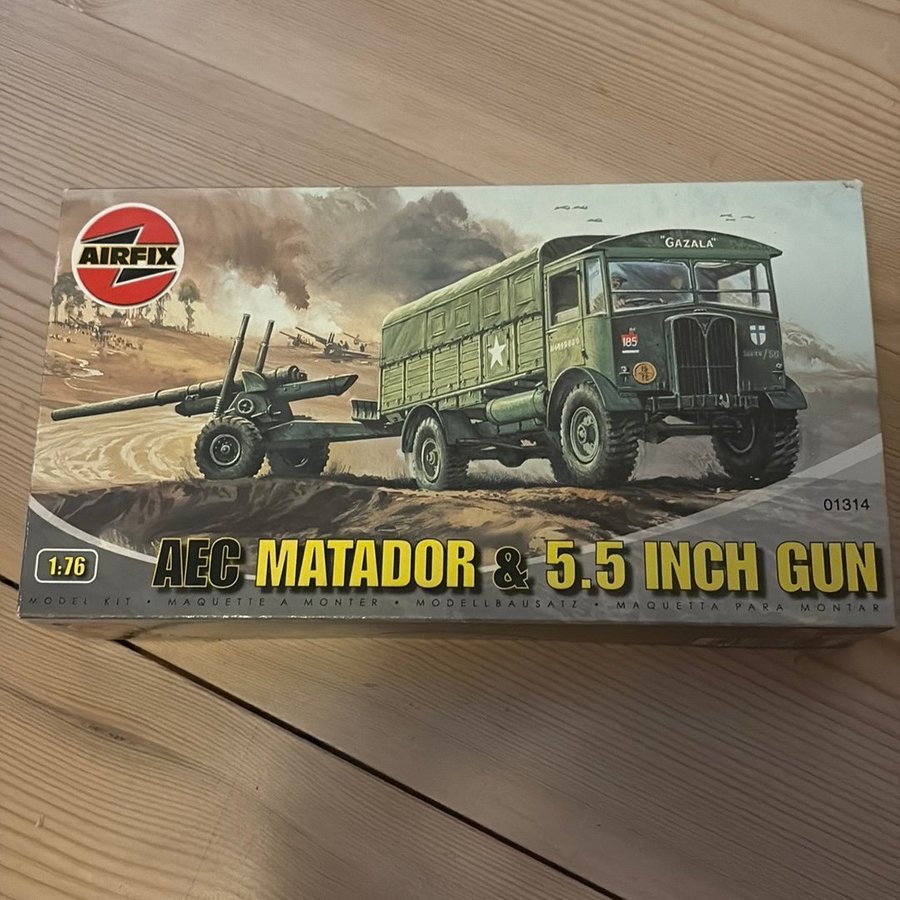 AIRFIX
"GAZALA"
185
01314
1:76
AEC MATADOR & 5.5 INCH GUN
MODEL KIT • MAQUETTE A MONTER • MODELLBAUSATZ • MAQUETTA PARA MONTAR